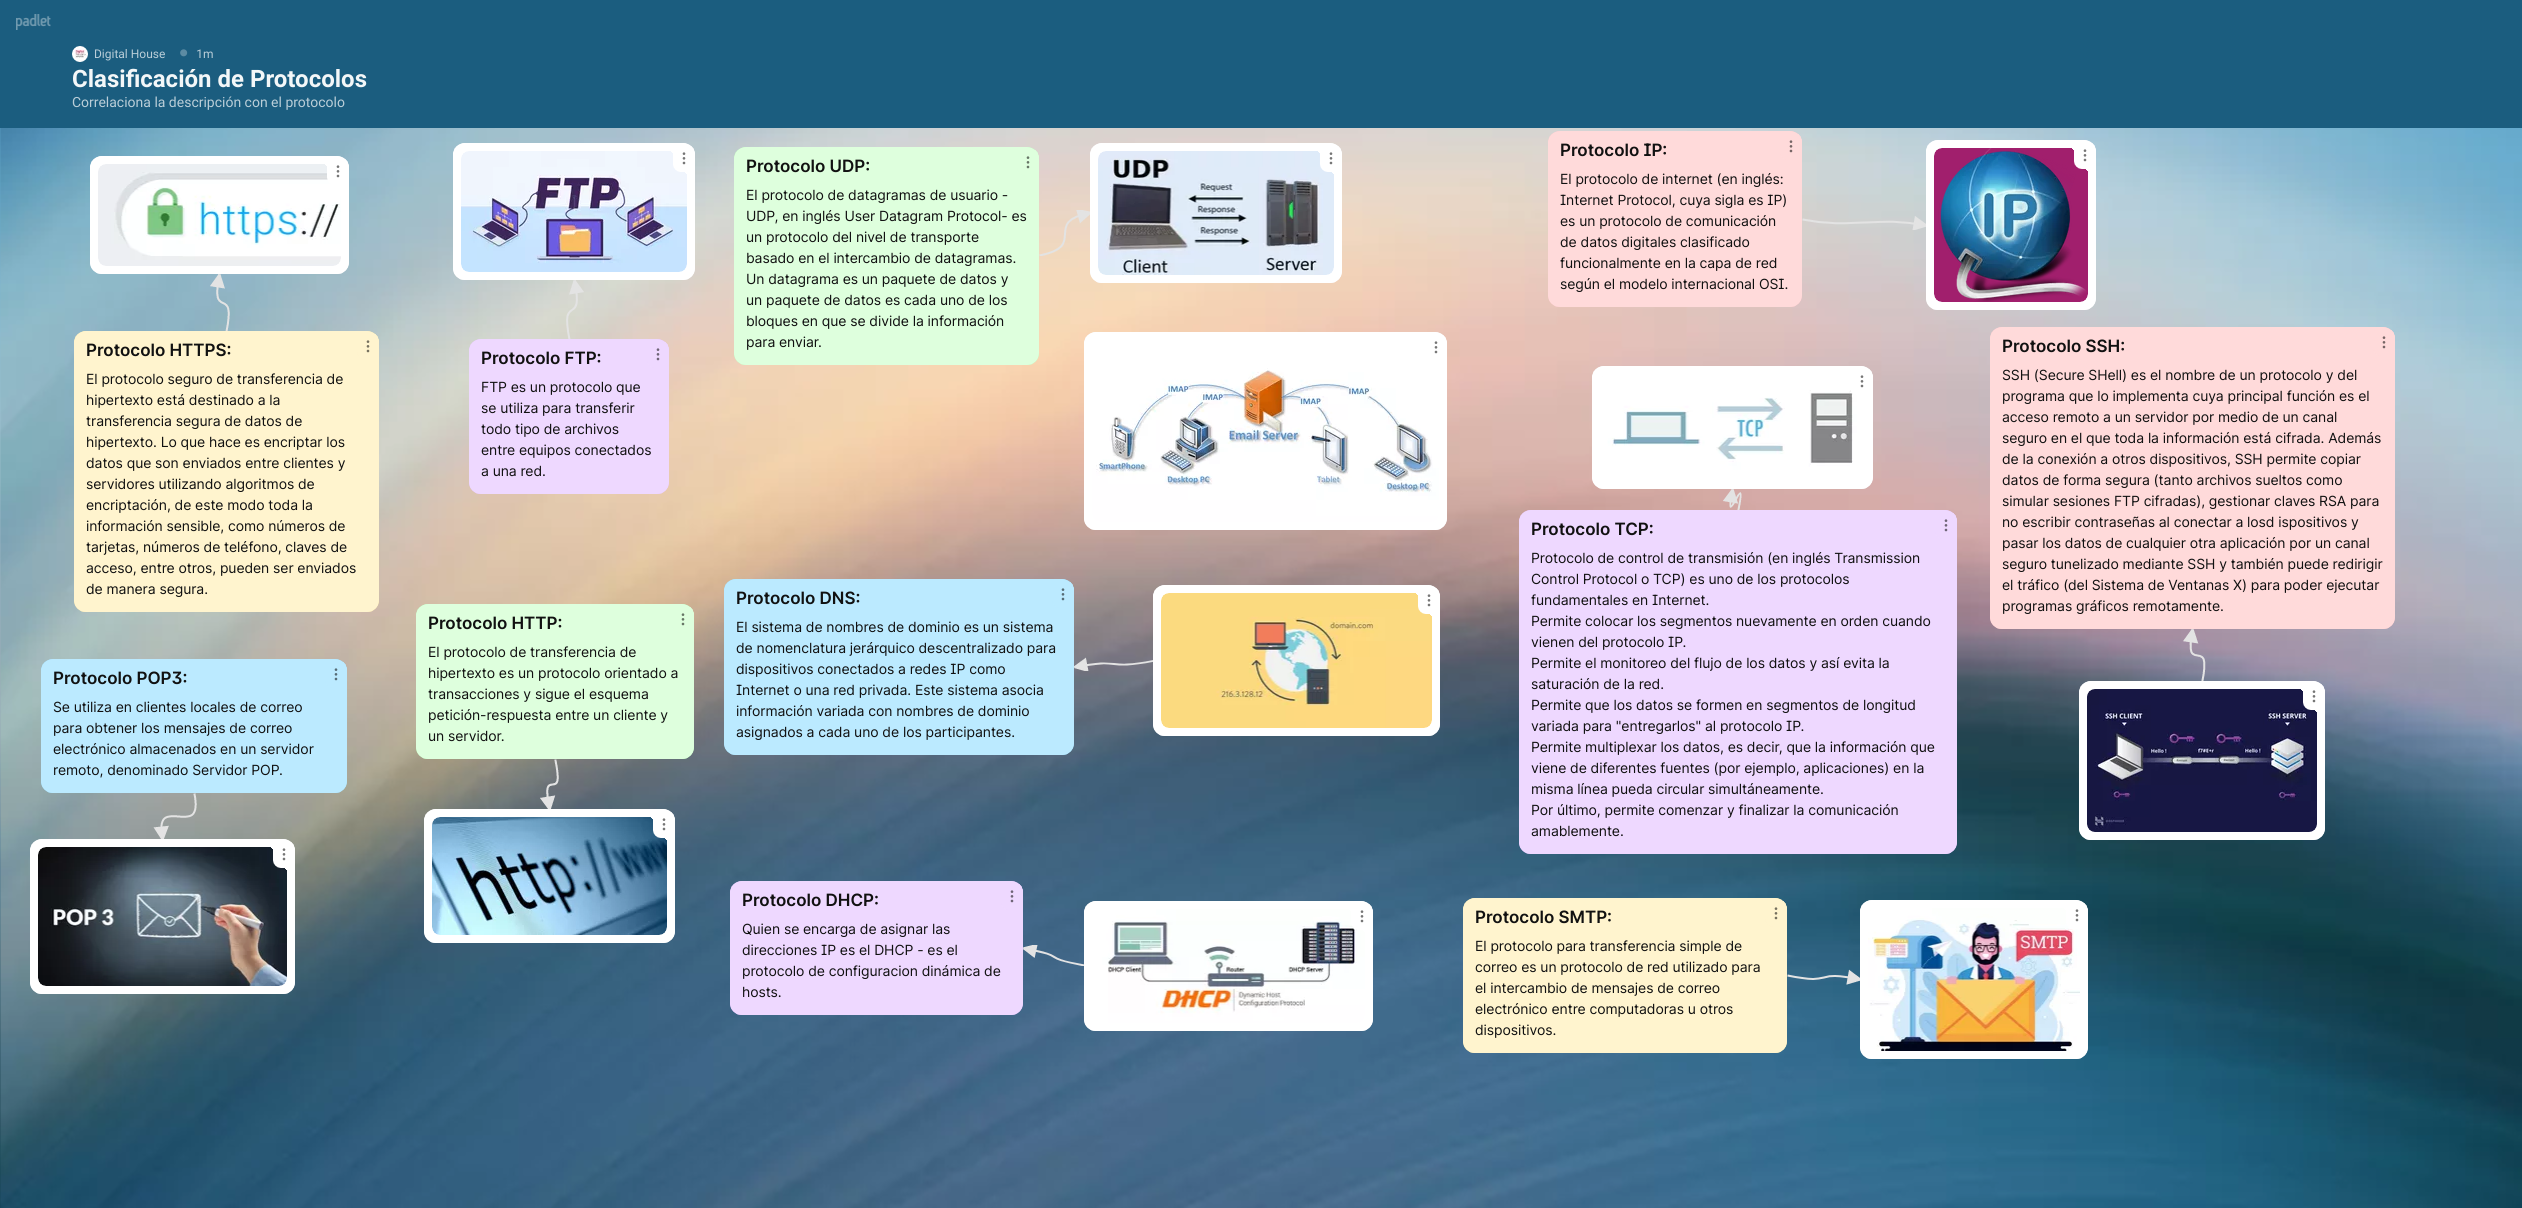 padlet
Digital House • 1m
Clasificación de Protocolos
Correlaciona la descripción con el protocolo
https://
Protocolo HTTPS:
El protocolo seguro de transferencia de
hipertexto está destinado a la
transferencia segura de datos de
hipertexto. Lo que hace es encriptar los
datos que son enviados entre clientes y
servidores utilizando algoritmos de
encriptación, de este modo toda la
información sensible, como números de
tarjetas, números de teléfono, claves de
acceso, entre otros, pueden ser enviados
de manera segura.
Protocolo POP3:
Se utiliza en clientes locales de correo
para obtener los mensajes de correo
electrónico almacenados en un servidor
remoto, denominado Servidor POP.
POP 3
FTP
Protocolo FTP:
FTP es un protocolo que
se utiliza para transferir
todo tipo de archivos
entre equipos conectados
a una red.
Protocolo HTTP:
El protocolo de transferencia de
hipertexto es un protocolo orientado a
transacciones y sigue el esquema
petición-respuesta entre un cliente y
un servidor.
http://www
Protocolo UDP:
El protocolo de datagramas de usuario -
UDP, en inglés User Datagram Protocol- es
un protocolo del nivel de transporte
basado en el intercambio de datagramas.
Un datagrama es un paquete de datos y
un paquete de datos es cada uno de los
bloques en que se divide la información
para enviar.
UDP
Request
Response
Response
Client
Server
IMAP
IMAP
IMAP
IMAP
Email Server
SmartPhone
Desktop PC
Tablet
Desktop PC
Protocolo DNS:
El sistema de nombres de dominio es un sistema
de nomenclatura jerárquico descentralizado para
dispositivos conectados a redes IP como
Internet o una red privada. Este sistema asocia
información variada con nombres de dominio
asignados a cada uno de los participantes.
domain.com
216.3.128.12
Protocolo DHCP:
Quien se encarga de asignar las
direcciones IP es el DHCP - es el
protocolo de configuracion dinámica de
hosts.
DHCP Client
Router
DHCP Server
DHCP
Dynamic Host
Configuration Protocol
Protocolo IP:
El protocolo de internet (en inglés:
Internet Protocol, cuya sigla es IP)
es un protocolo de comunicación
de datos digitales clasificado
funcionalmente en la capa de red
según el modelo internacional OSI.
IP
TCP
Protocolo TCP:
Protocolo de control de transmisión (en inglés Transmission
Control Protocol o TCP) es uno de los protocolos
fundamentales en Internet.
Permite colocar los segmentos nuevamente en orden cuando
vienen del protocolo IP.
Permite el monitoreo del flujo de los datos y así evita la
saturación de la red.
Permite que los datos se formen en segmentos de longitud
variada para "entregarlos" al protocolo IP.
Permite multiplexar los datos, es decir, que la información que
viene de diferentes fuentes (por ejemplo, aplicaciones) en la
misma línea pueda circular simultáneamente.
Por último, permite comenzar y finalizar la comunicación
amablemente.
Protocolo SSH:
SSH (Secure SHell) es el nombre de un protocolo y del
programa que lo implementa cuya principal función es el
acceso remoto a un servidor por medio de un canal
seguro en el que toda la información está cifrada. Además
de la conexión a otros dispositivos, SSH permite copiar
datos de forma segura (tanto archivos sueltos como
simular sesiones FTP cifradas), gestionar claves RSA para
no escribir contraseñas al conectar a losd ispositivos y
pasar los datos de cualquier otra aplicación por un canal
seguro tunelizado mediante SSH y también puede redirigir
el tráfico (del Sistema de Ventanas X) para poder ejecutar
programas gráficos remotamente.
SSH CLIENT
SSH SERVER
Hello !
Hello !
Protocolo SMTP:
El protocolo para transferencia simple de
correo es un protocolo de red utilizado para
el intercambio de mensajes de correo
electrónico entre computadoras u otros
dispositivos.
SMTP